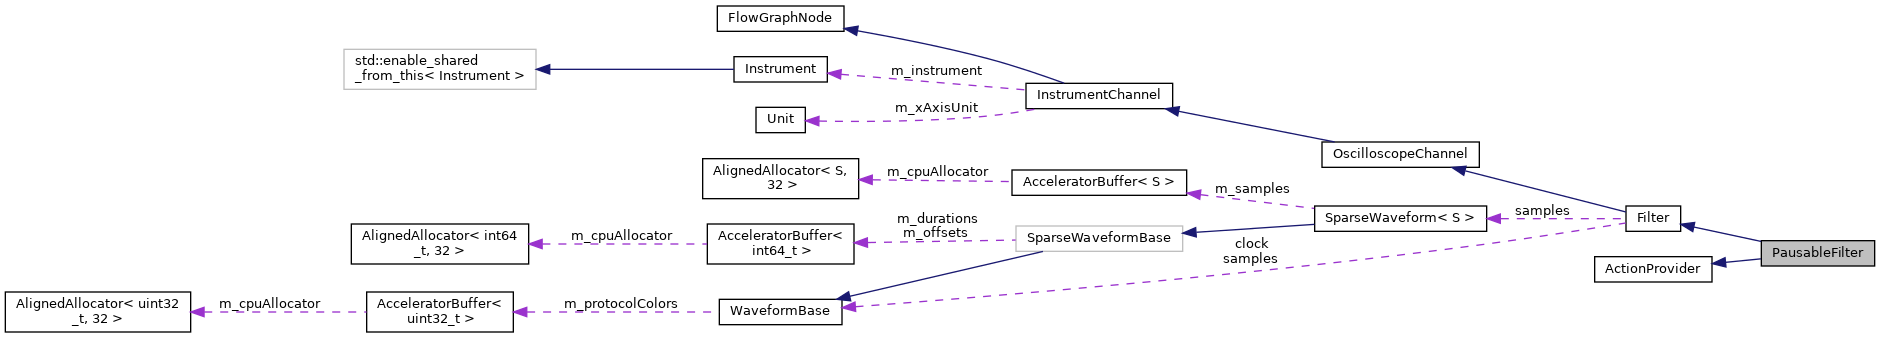 FlowGraphNode
std::enable_shared
_from_this< Instrument >
Instrument
m_instrument
InstrumentChannel
m_xAxisUnit
Unit
OscilloscopeChannel
AlignedAllocator< S,
32 >
m_cpuAllocator
AcceleratorBuffer< S >
m_samples
SparseWaveform< S >
samples
Filter
m_durations
m_offsets
AlignedAllocator< int64
_t, 32 >
m_cpuAllocator
AcceleratorBuffer<
int64_t >
SparseWaveformBase
clock
samples
PausableFilter
ActionProvider
AlignedAllocator< uint32
_t, 32 >
m_cpuAllocator
AcceleratorBuffer<
uint32_t >
m_protocolColors
WaveformBase